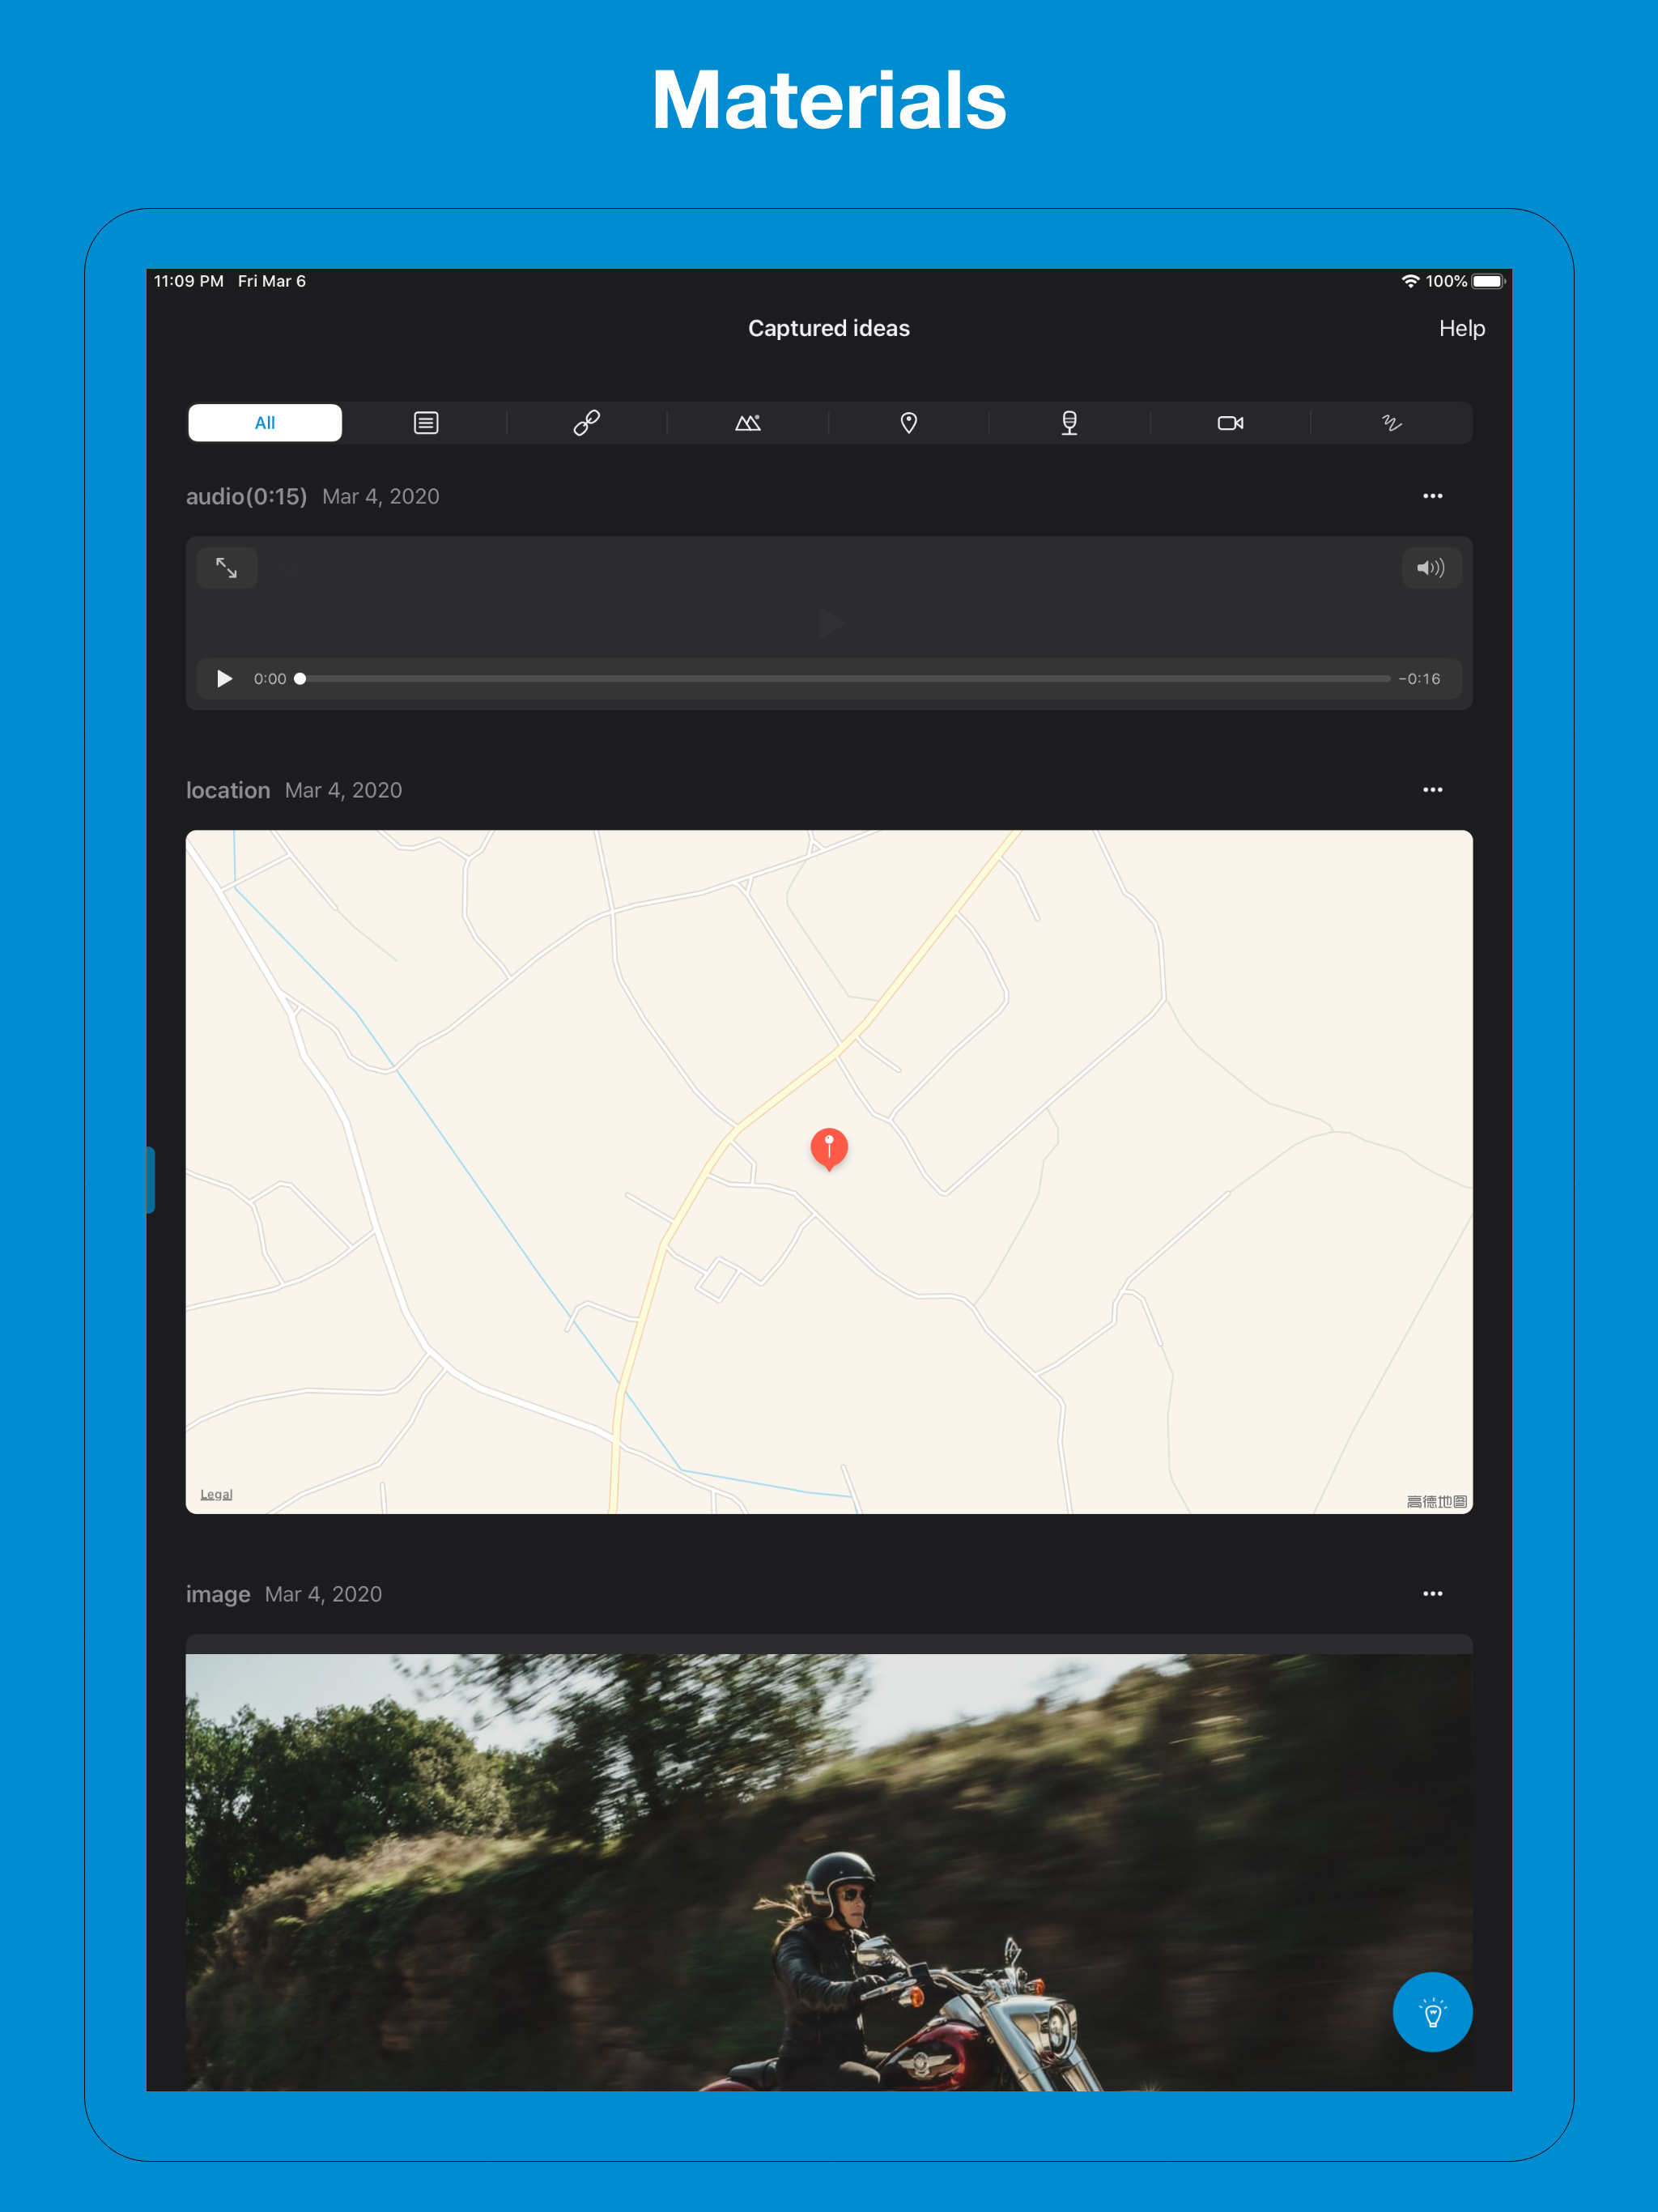 Materials
11:09 PM Fri Mar 6
100%
Captured ideas
Help
All
audio(0:15) Mar 4, 2020
0:00
-0:16
location Mar 4, 2020
Legal
高德地图
image Mar 4, 2020